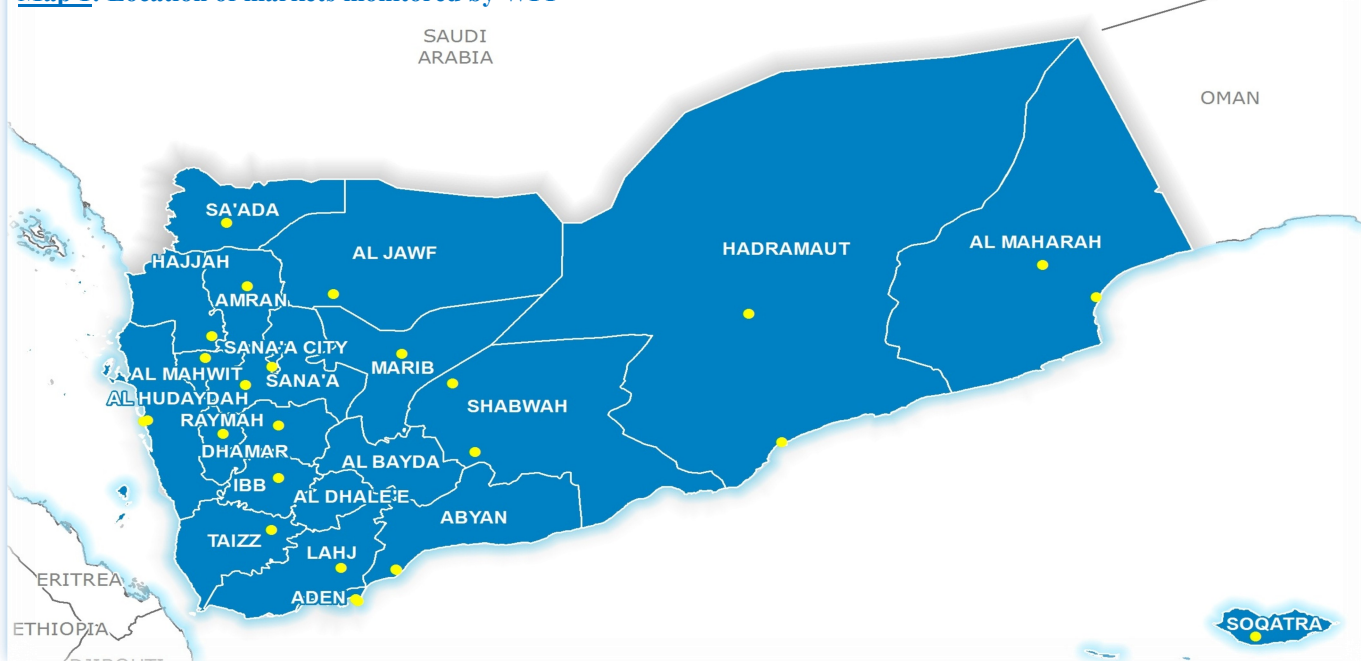 SAUDI
ARABIA
OMAN
SA'ADA
HAJJAH
AL JAWF
HADRAMAUT
AL MAHARAH
AMRAN
SANA'A CITY
AL MAHWIT
SANA'A
MARIB
AL HUDAYDAH
SHABWAH
RAYMAH
DHAMAR
AL BAYDA
IBB
AL DHALE'E
ABYAN
TAIZZ
LAHJ
ERITREA
ADEN
ETHIOPIA
SOQATRA